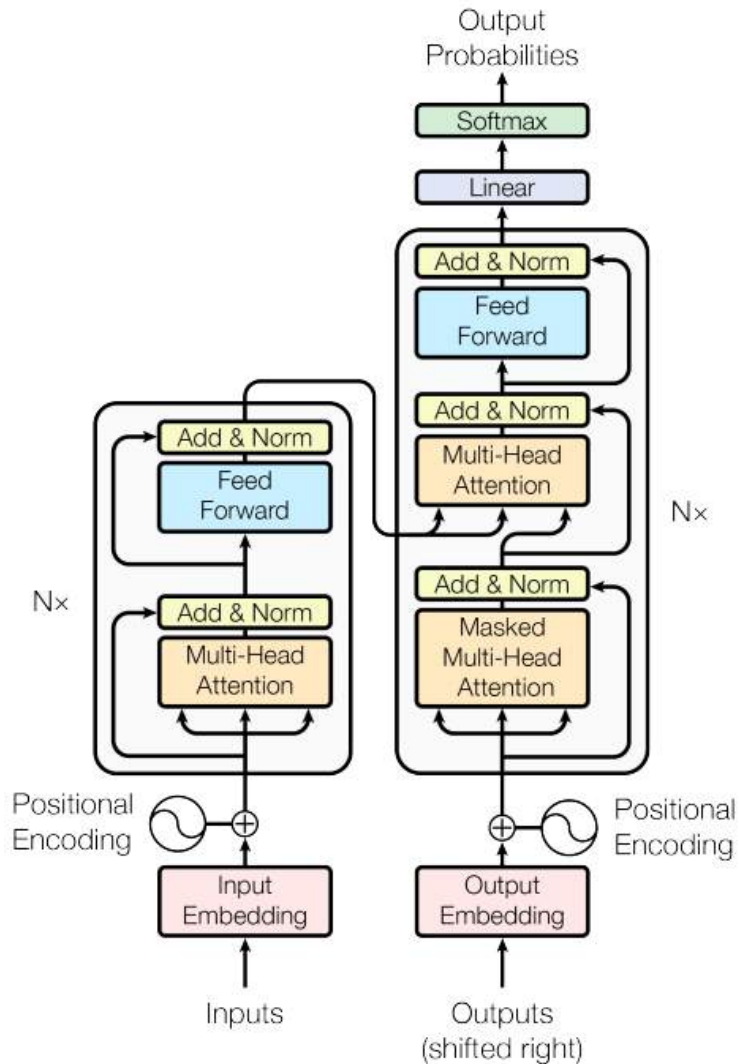 Output
Probabilities
Softmax
Linear
Add & Norm
Feed
Forward
Add & Norm
Multi-Head
Attention
Nx
Add & Norm
Masked
Multi-Head
Attention
Positional
Encoding
Output
Embedding
Outputs
(shifted right)
Add & Norm
Feed
Forward
Nx
Add & Norm
Multi-Head
Attention
Positional
Encoding
Input
Embedding
Inputs